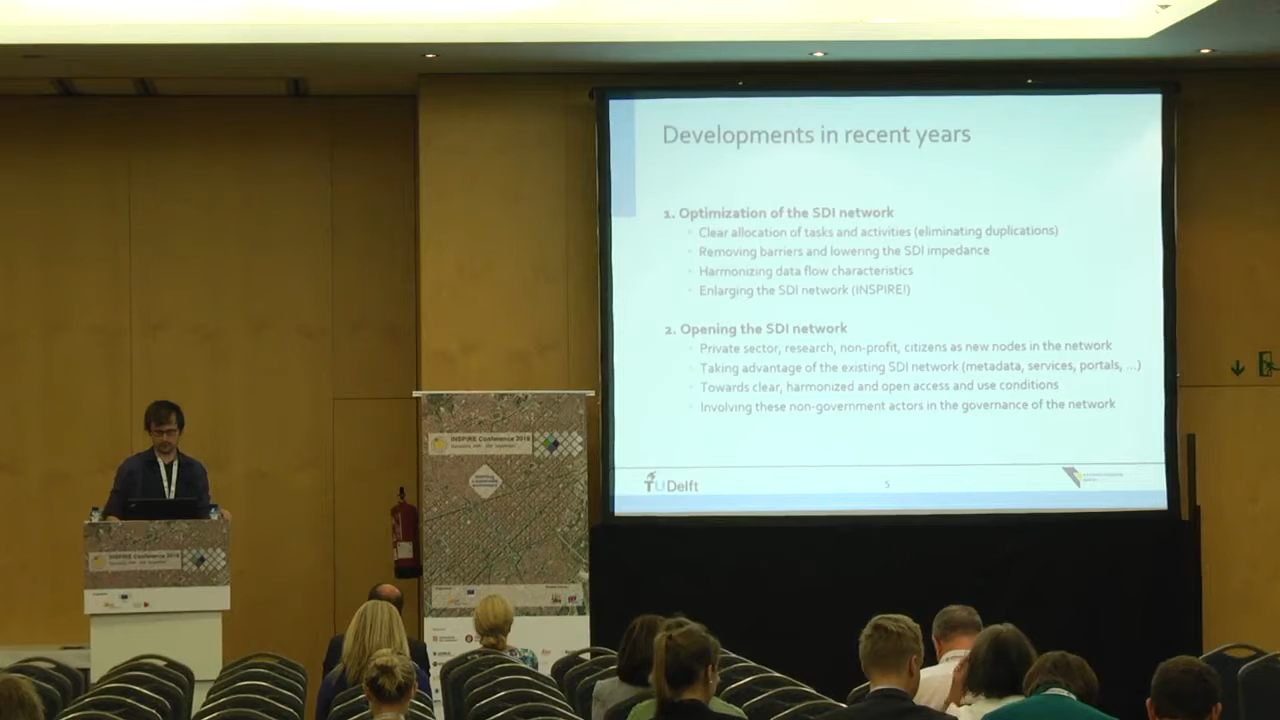 Developments in recent years
1. Optimization of the SDI network
Clear allocation of tasks and activities (eliminating duplications)
Removing barriers and lowering the SDI impedance
Harmonizing data flow characteristics
Enlarging the SDI network (INSPIRE!)
2. Opening the SDI network
Private sector, research, non-profit, citizens as new nodes in the network
Taking advantage of the existing SDI network (metadata, services, portals, ...)
Towards clear, harmonized and open access and use conditions
Involving these non-government actors in the governance of the network
TU Delft
5
INSPIRE Conference 2016
INSPIRE Conference 2016